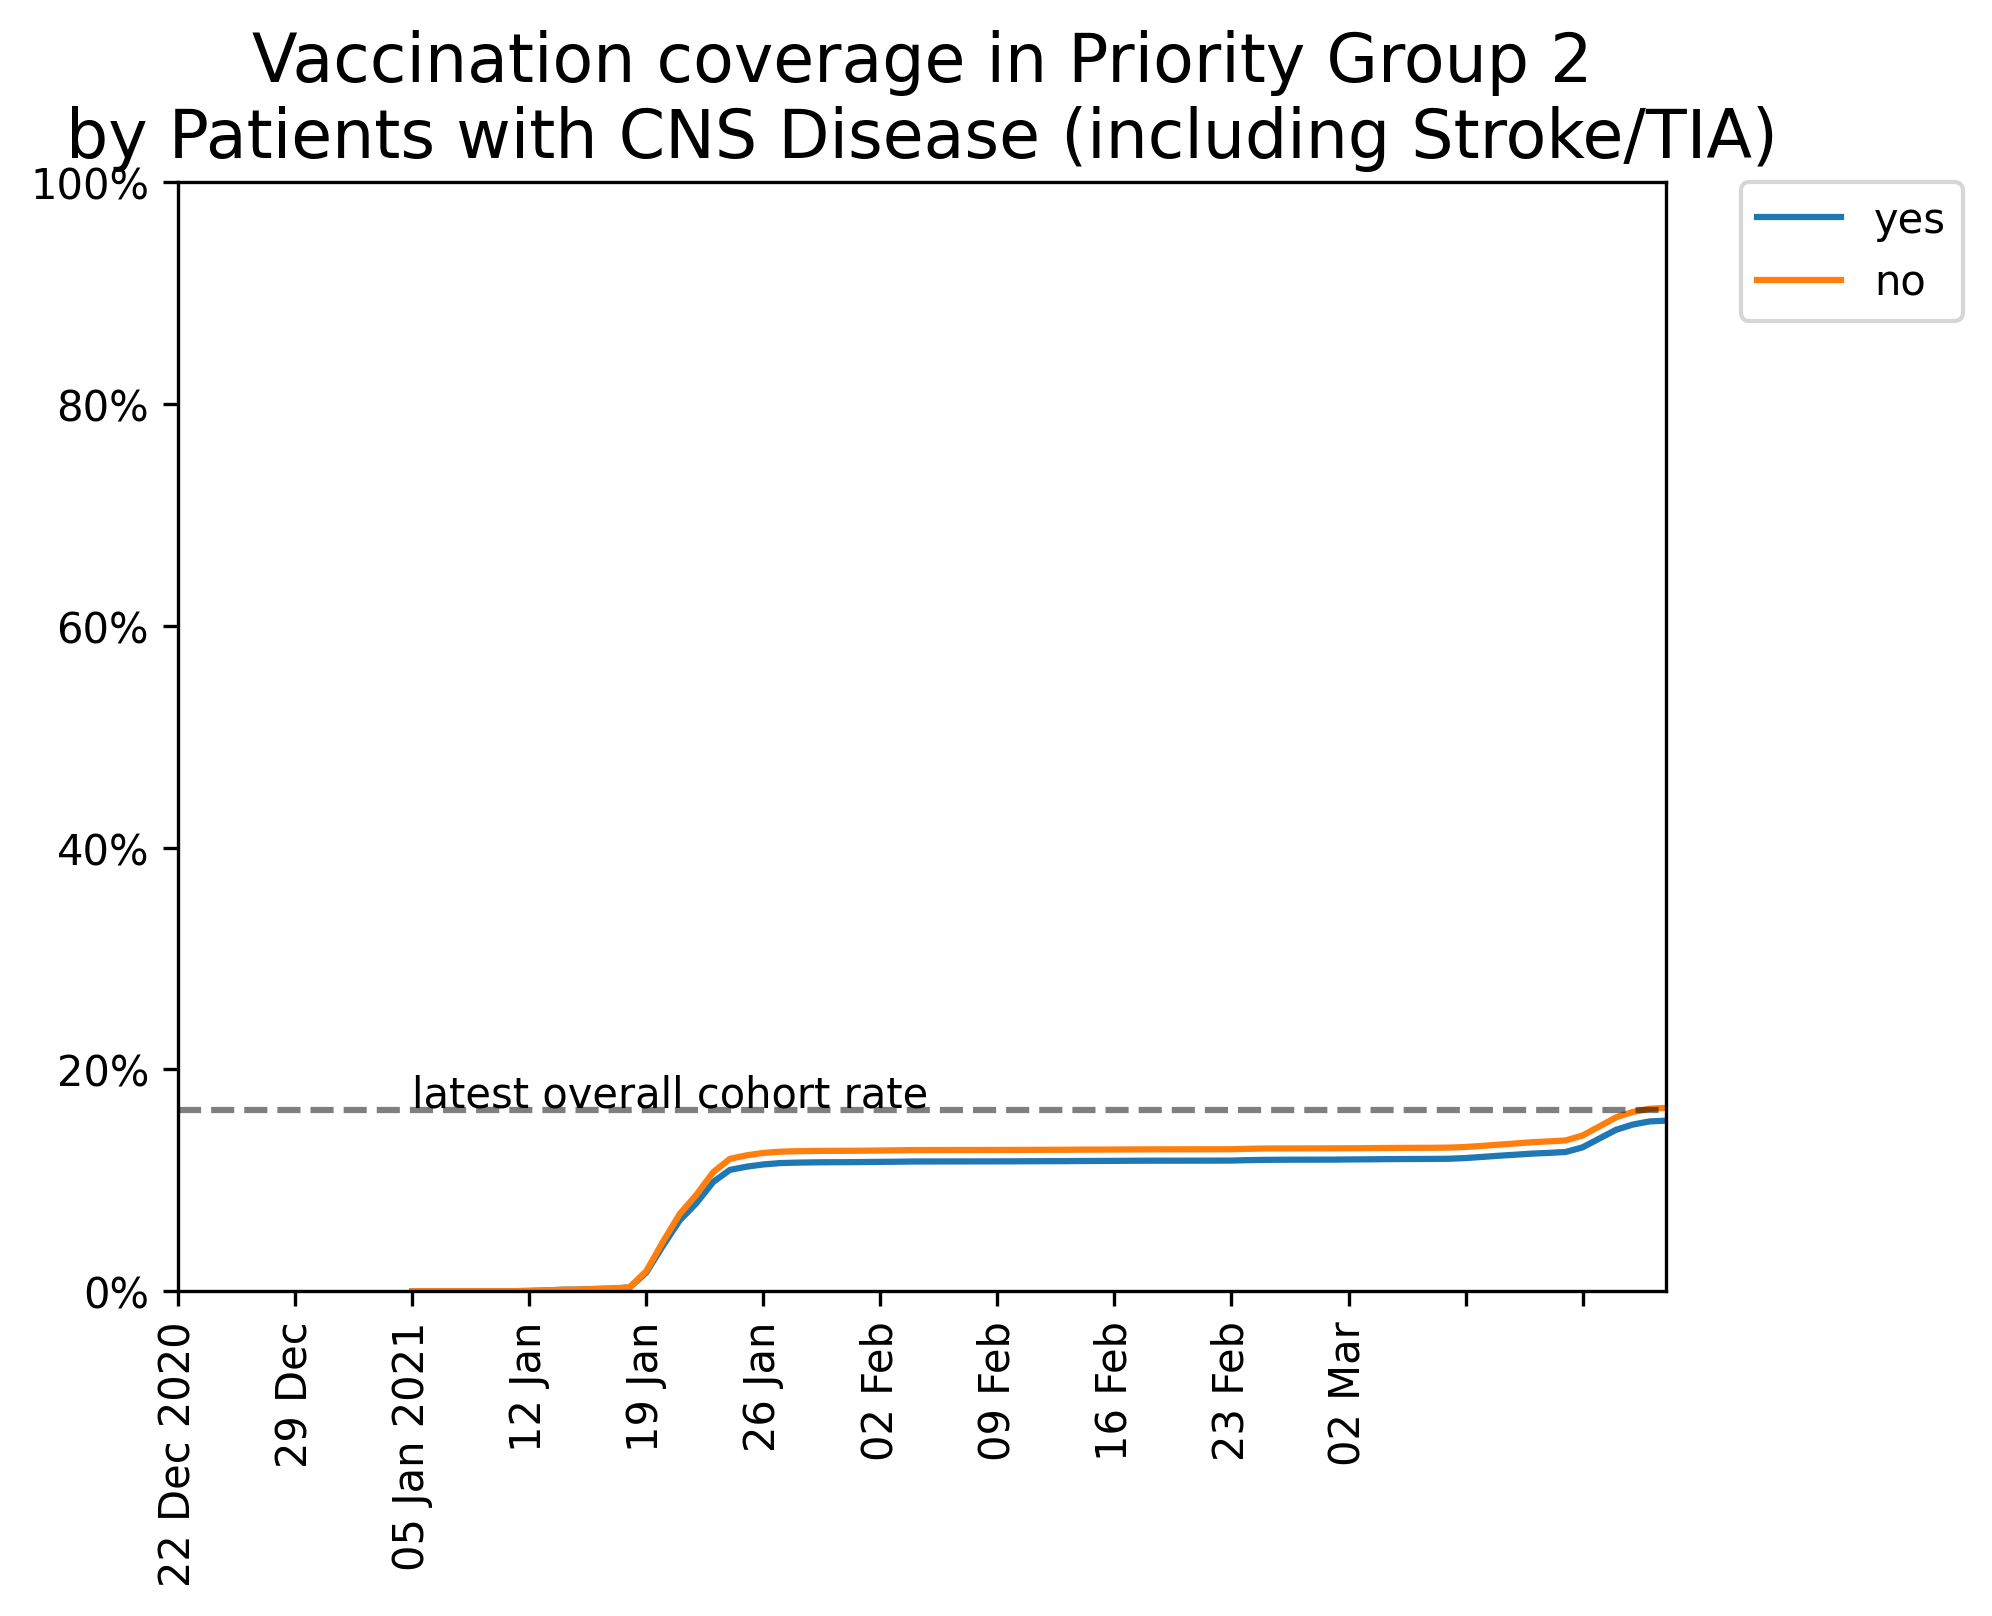 Vaccination coverage in Priority Group 2
by Patients with CNS Disease (including Stroke/TIA)
100%
80%
60%
40%
20%
0%
yes
no
latest overall cohort rate
22 Dec 2020
29 Dec
05 Jan 2021
12 Jan
19 Jan
26 Jan
02 Feb
09 Feb
16 Feb
23 Feb
02 Mar